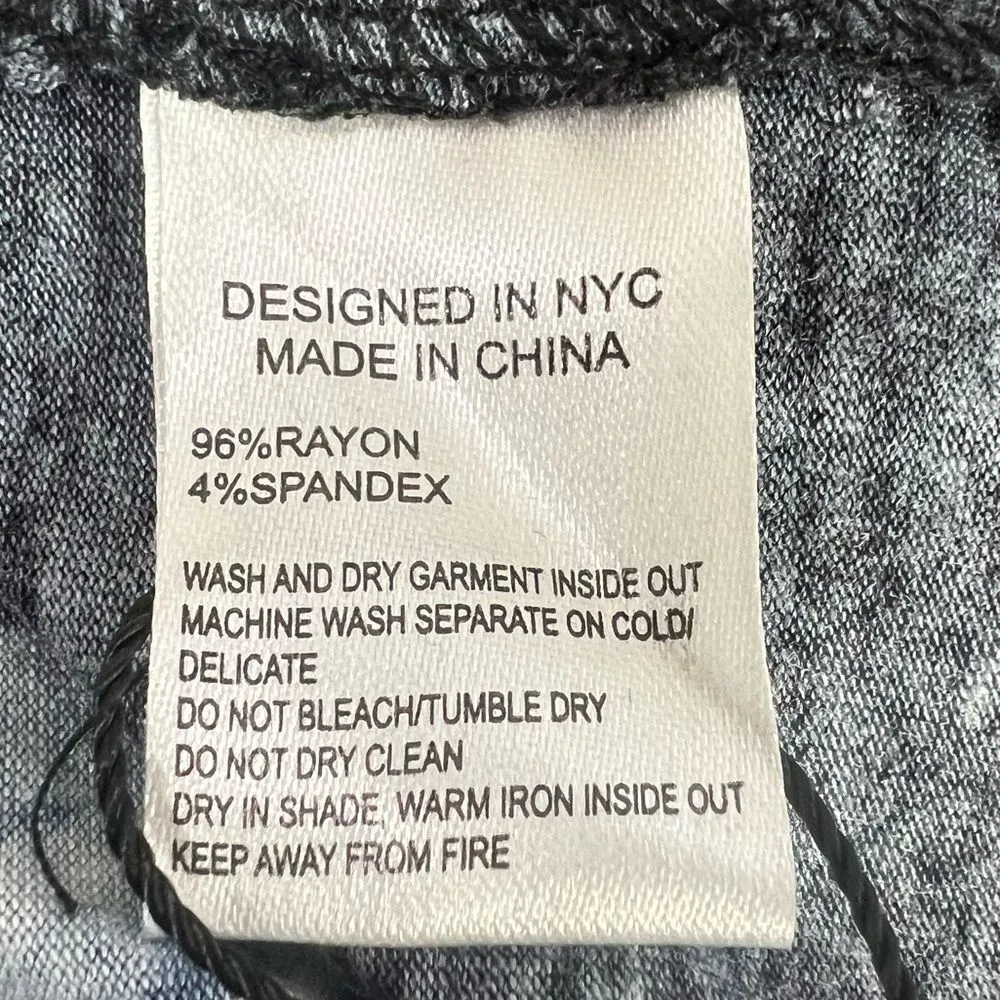 DESIGNED IN NYC
MADE IN CHINA
96%RAYON
4%SPANDEX
WASH AND DRY GARMENT INSIDE OUT
MACHINE WASH SEPARATE ON COLD/
DELICATE
DO NOT BLEACH/TUMBLE DRY
DO NOT DRY CLEAN
DRY IN SHADE, WARM IRON INSIDE OUT
KEEP AWAY FROM FIRE